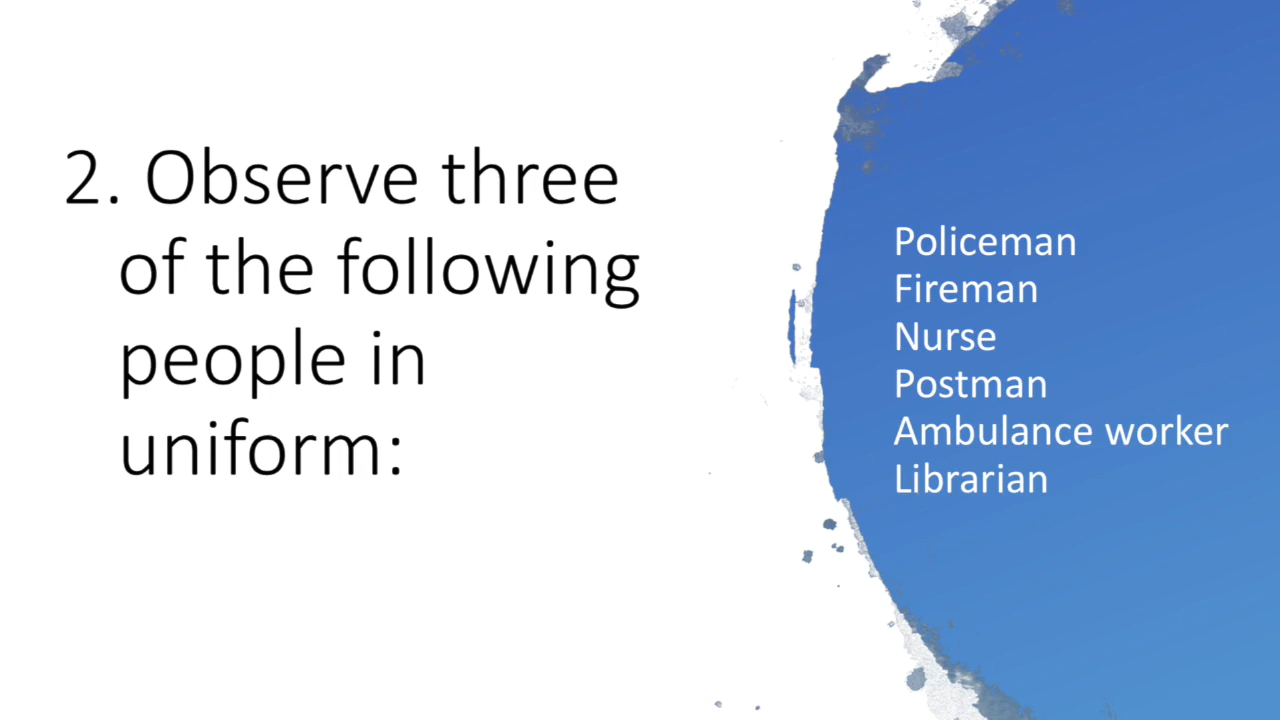 2. Observe three
of the following
people in
uniform:
Policeman
Fireman
Nurse
Postman
Ambulance worker
Librarian